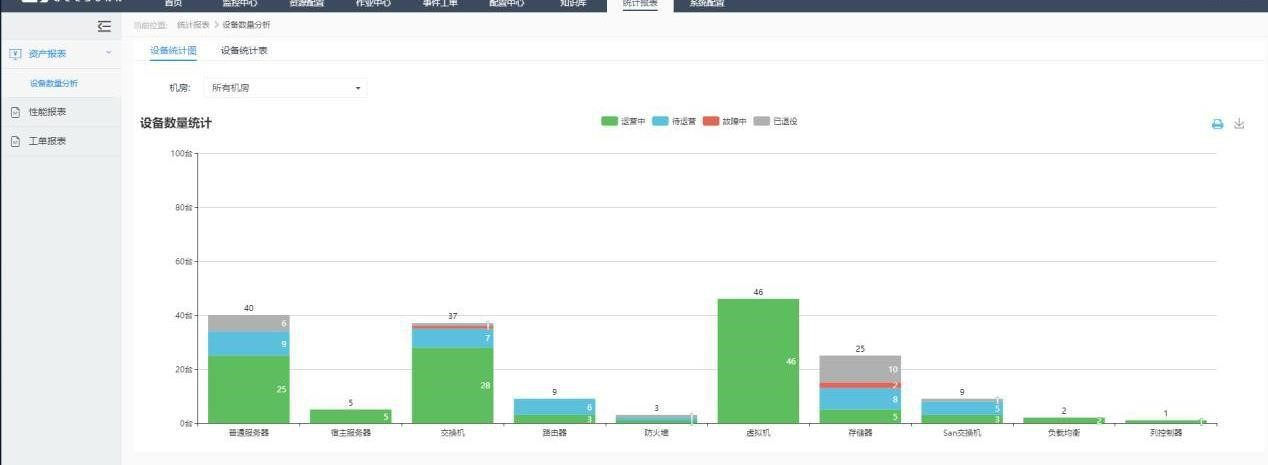 首页 监控中心 资源配置 作业中心 事件工单 配置中心 知识库 统计报表 系统配置
当前位置: 统计报表 > 设备数量分析
资产报表
设备数量分析
性能报表
工单报表
设备统计图 设备统计表
机房: 所有机房
设备数量统计
运营中 待运营 故障中 已退役
100台
80台
60台
40台
20台
0台
40 5 37 9 3 46 25 9 2 1
6 9 25
5
1 7 28
6 3
1 1
46
10 2 8 5
1 5 3
2
1
普通服务器 宿主服务器 交换机 路由器 防火墙 虚拟机 存储器 San交换机 负载均衡 列控制器